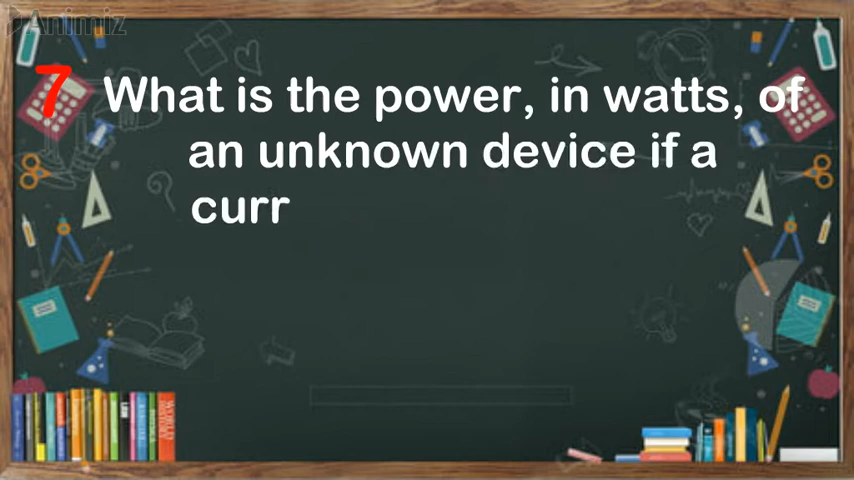 Animiz
7 What is the power, in watts, of
an unknown device if a
curr